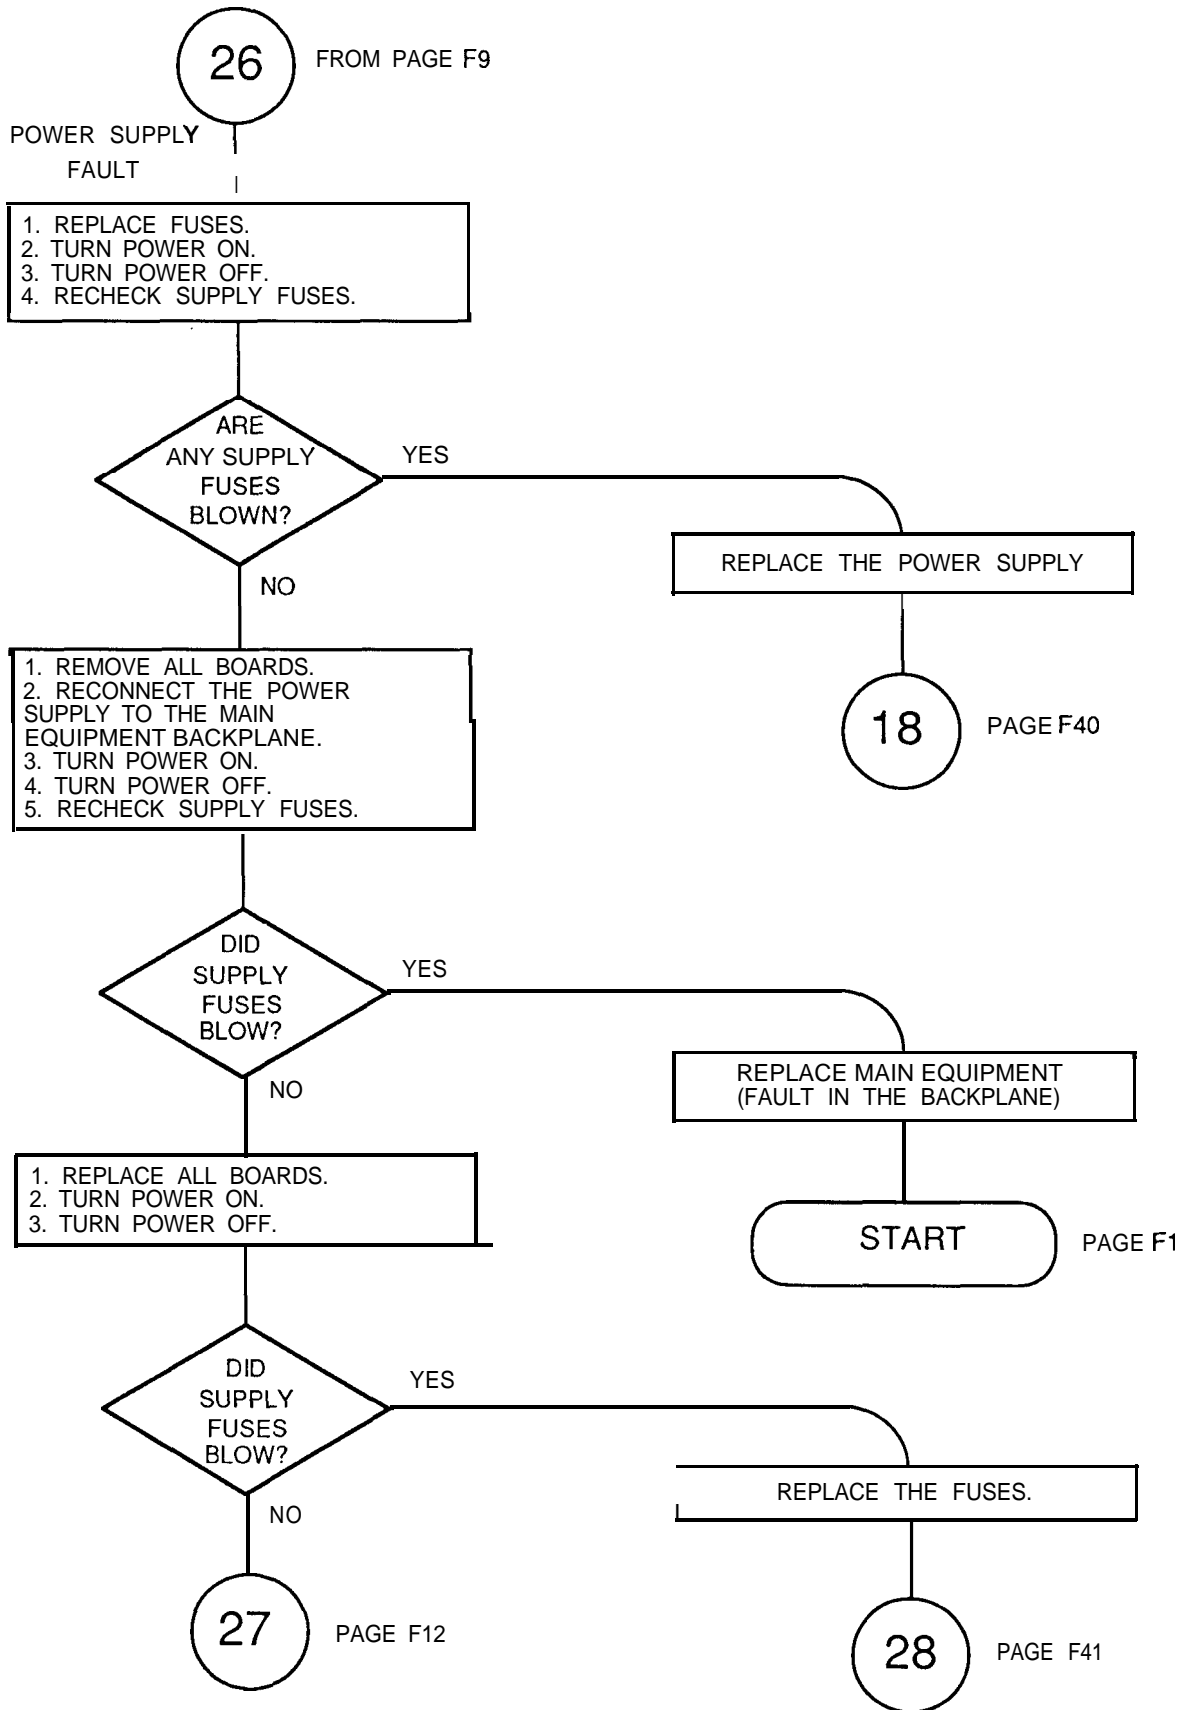 26
FROM PAGE F9
POWER SUPPLY
FAULT
1. REPLACE FUSES.
2. TURN POWER ON.
3. TURN POWER OFF.
4. RECHECK SUPPLY FUSES.
ARE
ANY SUPPLY
FUSES
BLOWN?
YES
NO
REPLACE THE POWER SUPPLY
18
PAGE F40
1. REMOVE ALL BOARDS.
2. RECONNECT THE POWER
SUPPLY TO THE MAIN
EQUIPMENT BACKPLANE.
3. TURN POWER ON.
4. TURN POWER OFF.
5. RECHECK SUPPLY FUSES.
DID
SUPPLY
FUSES
BLOW?
YES
NO
REPLACE MAIN EQUIPMENT
(FAULT IN THE BACKPLANE)
START
PAGE F1
1. REPLACE ALL BOARDS.
2. TURN POWER ON.
3. TURN POWER OFF.
DID
SUPPLY
FUSES
BLOW?
YES
NO
REPLACE THE FUSES.
27
PAGE F12
28
PAGE F41